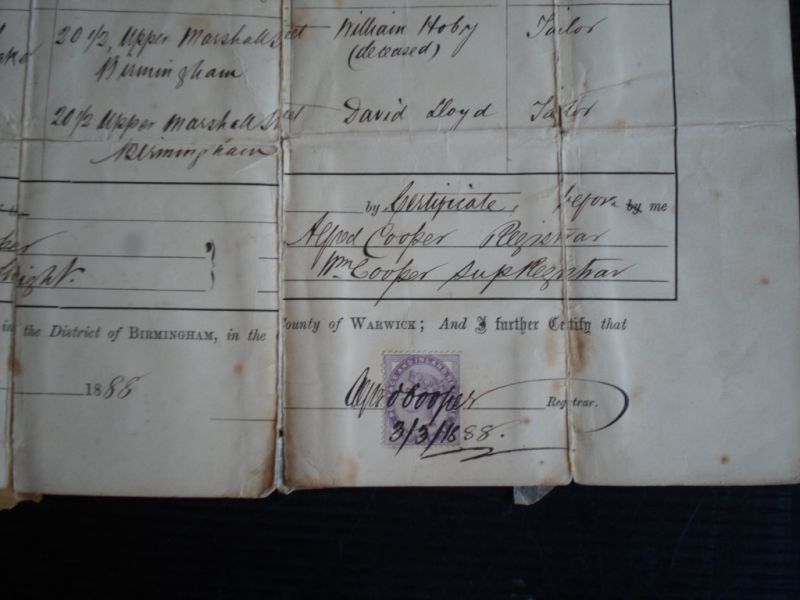 20 1/2, Upper Marshall Street William Hoby Tailor
Birmingham (deceased)
20 1/2 Upper Marshall St David Lloyd Tailor
Birmingham
by Certificate, before by me
Alfred Cooper Registrar
Wm Cooper Sup Registrar
in the District of BIRMINGHAM, in the County of WARWICK; And I further Certify that
1888
Alfred Cooper Registrar.
3/3/1888.